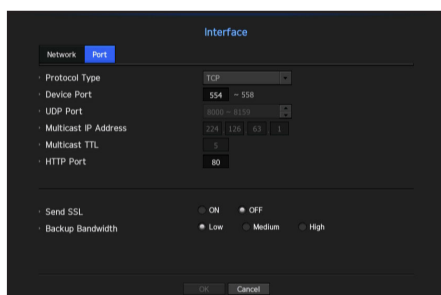 Interface
Network Port
Protocol Type TCP
Device Port 554 ~ 558
UDP Port 8000 ~ 8159
Multicast IP Address 224 126 63 1
Multicast TTL 5
HTTP Port 80
Send SSL ON OFF
Backup Bandwidth Low Medium High
OK Cancel